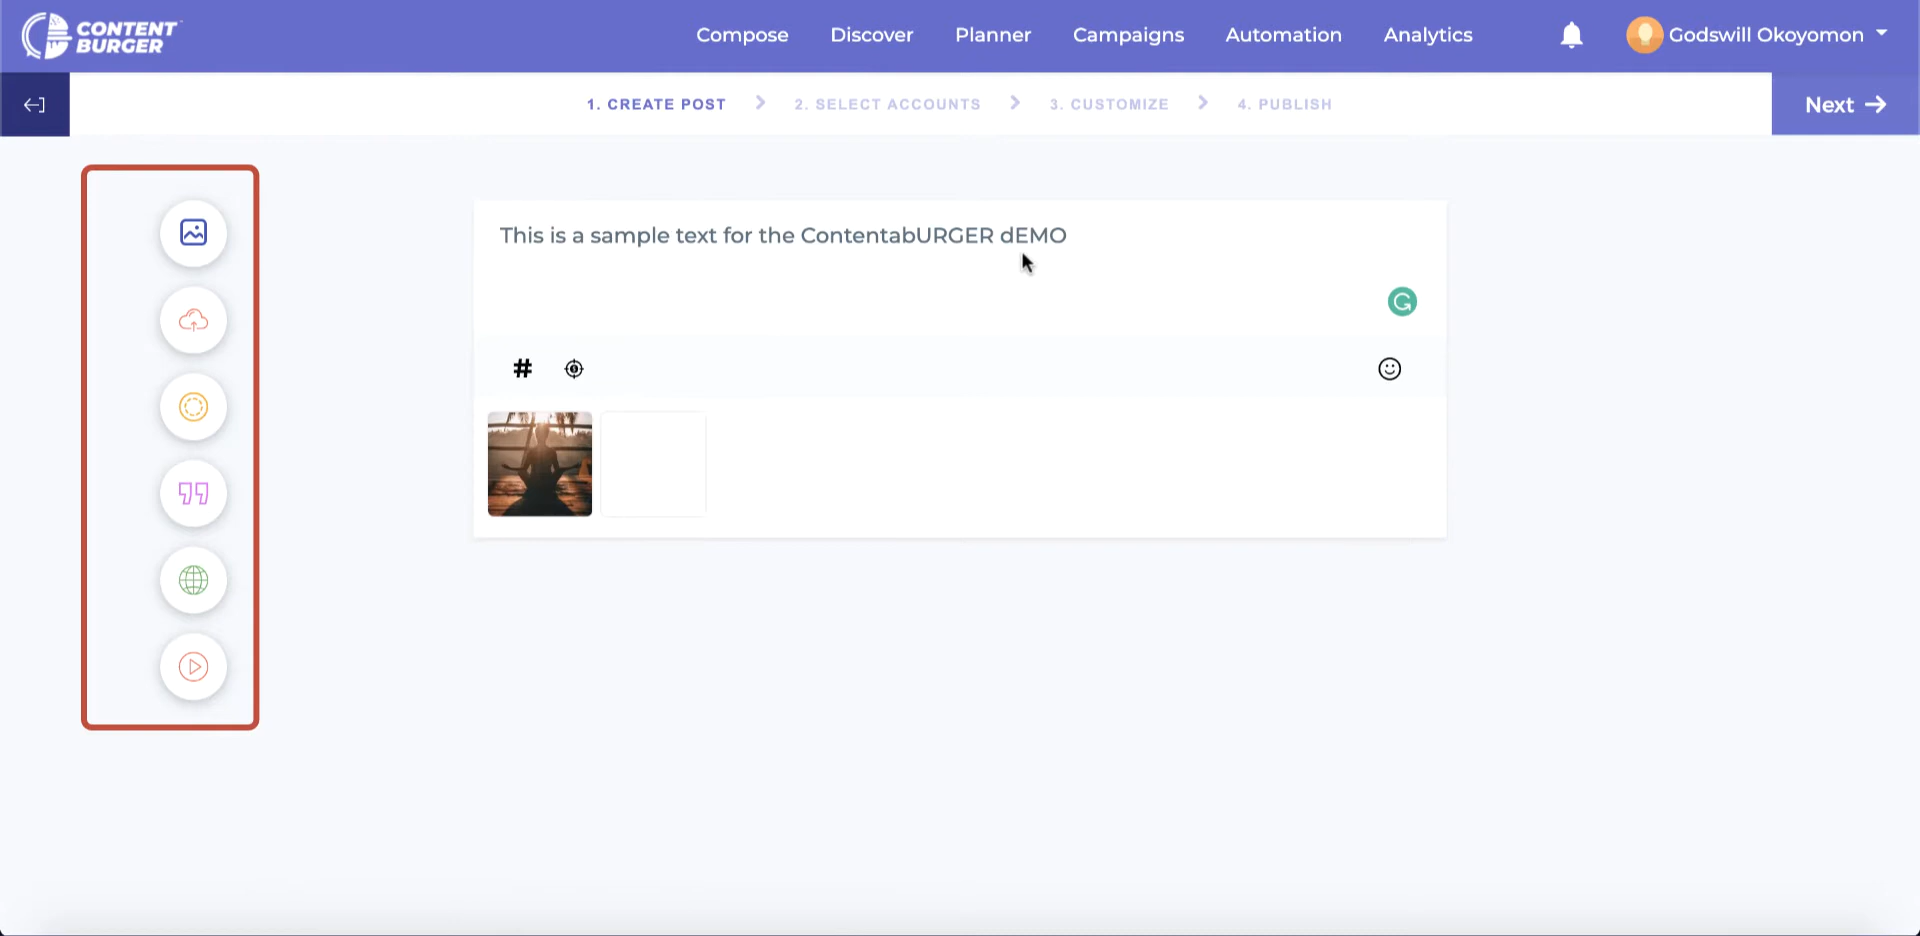 CONTENT
BURGER
Compose Discover Planner Campaigns Automation Analytics Godswill Okoyomon
1. CREATE POST 2. SELECT ACCOUNTS 3. CUSTOMIZE 4. PUBLISH Next
This is a sample text for the ContentabURGER dEMO
#